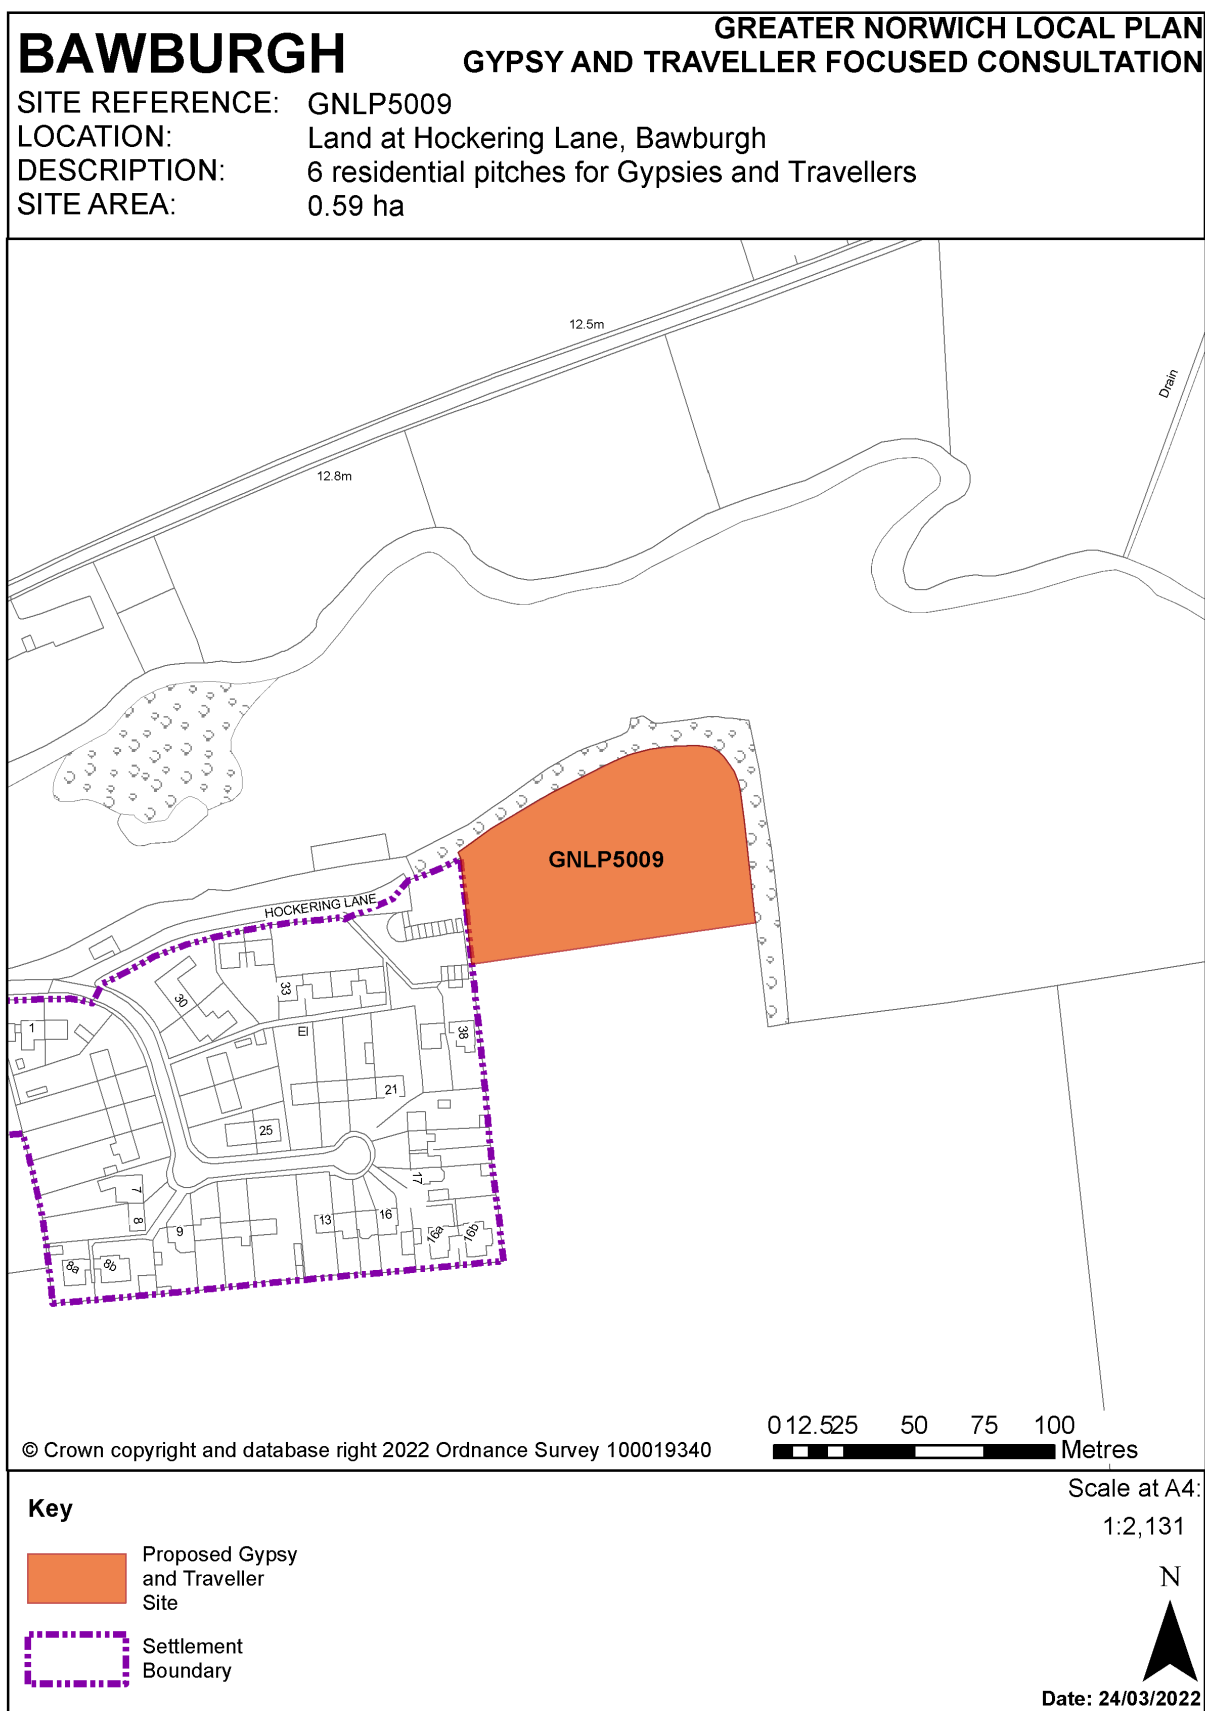 BAWBURGH
GREATER NORWICH LOCAL PLAN
GYPSY AND TRAVELLER FOCUSED CONSULTATION
SITE REFERENCE: GNLP5009
LOCATION: Land at Hockering Lane, Bawburgh
DESCRIPTION: 6 residential pitches for Gypsies and Travellers
SITE AREA: 0.59 ha
12.5m
Drain
12.8m
GNLP5009
HOCKERING LANE
30
33
1
El
38
21
25
7
17
8
13
16
9
16a
16b
8a
8b
0 12.5 25 50 75 100
Metres
© Crown copyright and database right 2022 Ordnance Survey 100019340
Key
Proposed Gypsy
and Traveller
Site
Settlement
Boundary
Scale at A4:
1:2,131
N
Date: 24/03/2022